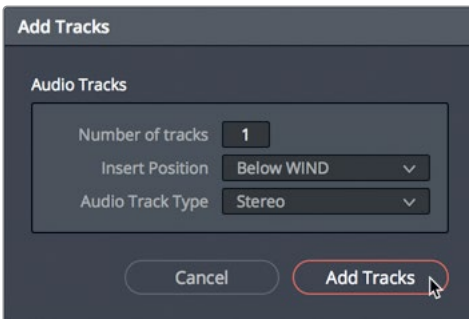 Add Tracks
Audio Tracks
Number of tracks 1
Insert Position Below WIND
Audio Track Type Stereo
Cancel Add Tracks